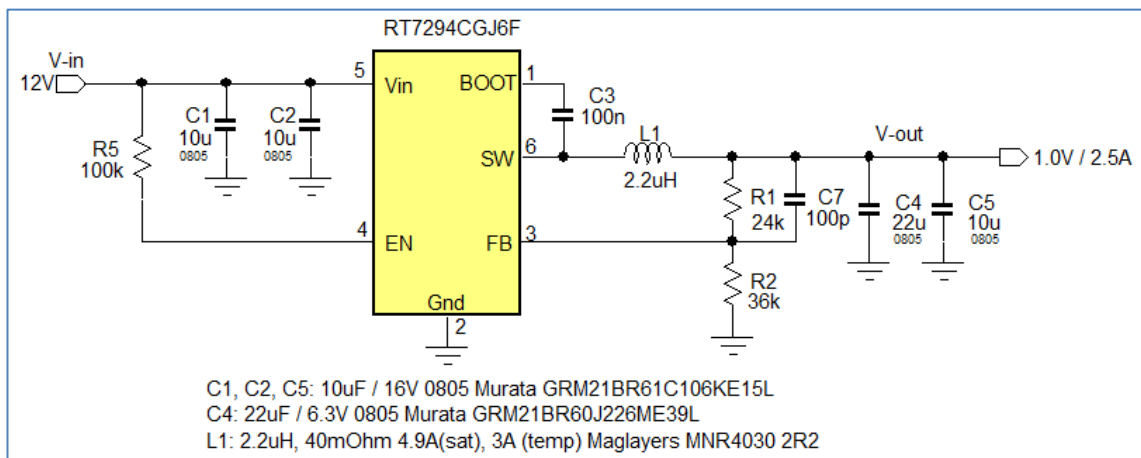 RT7294CGJ6F
V-in
12V
5
Vin
BOOT
1
C1
10u
0805
C2
10u
0805
C3
100n
R5
100k
SW
6
L1
2.2uH
V-out
1.0V / 2.5A
R1
24k
C7
100p
C4
22u
0805
C5
10u
0805
4
EN
FB
3
R2
36k
Gnd
2
C1, C2, C5: 10uF / 16V 0805 Murata GRM21BR61C106KE15L
C4: 22uF / 6.3V 0805 Murata GRM21BR60J226ME39L
L1: 2.2uH, 40mOhm 4.9A(sat), 3A (temp) Maglayers MNR4030 2R2